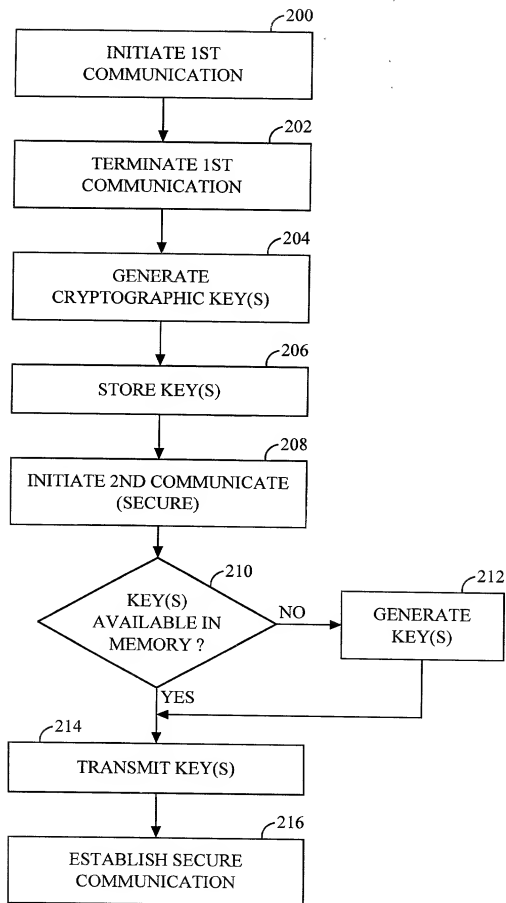 200
INITIATE 1ST
COMMUNICATION
202
TERMINATE 1ST
COMMUNICATION
204
GENERATE
CRYPTOGRAPHIC KEY(S)
206
STORE KEY(S)
208
INITIATE 2ND COMMUNICATE
(SECURE)
210
KEY(S)
AVAILABLE IN
MEMORY ?
NO
212
GENERATE
KEY(S)
YES
214
TRANSMIT KEY(S)
216
ESTABLISH SECURE
COMMUNICATION